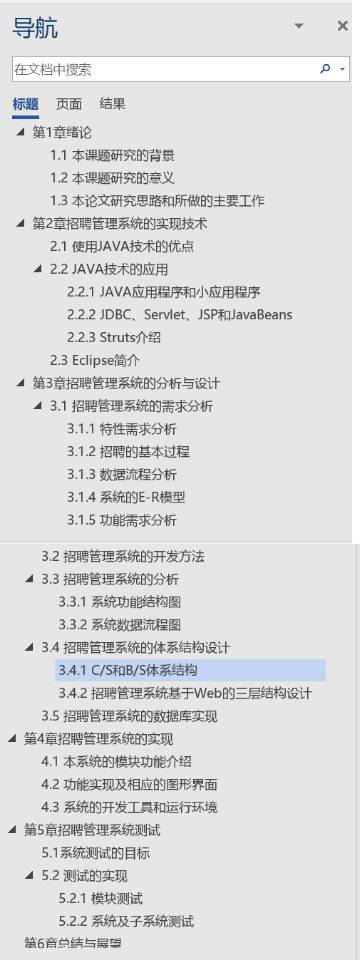 导航
在文档中搜索
标题 页面 结果
第1章绪论
1.1 本课题研究的背景
1.2 本课题研究的意义
1.3 本论文研究思路和所做的主要工作
第2章招聘管理系统的实现技术
2.1 使用JAVA技术的优点
2.2 JAVA技术的应用
2.2.1 JAVA应用程序和小应用程序
2.2.2 JDBC、Servlet、JSP和JavaBeans
2.2.3 Struts介绍
2.3 Eclipse简介
第3章招聘管理系统的分析与设计
3.1 招聘管理系统的需求分析
3.1.1 特性需求分析
3.1.2 招聘的基本过程
3.1.3 数据流程分析
3.1.4 系统的E-R模型
3.1.5 功能需求分析
3.2 招聘管理系统的开发方法
3.3 招聘管理系统的分析
3.3.1 系统功能结构图
3.3.2 系统数据流程图
3.4 招聘管理系统的体系结构设计
3.4.1 C/S和B/S体系结构
3.4.2 招聘管理系统基于Web的三层结构设计
3.5 招聘管理系统的数据库实现
第4章招聘管理系统的实现
4.1 本系统的模块功能介绍
4.2 功能实现及相应的图形界面
4.3 系统的开发工具和运行环境
第5章招聘管理系统测试
5.1系统测试的目标
5.2 测试的实现
5.2.1 模块测试
5.2.2 系统及子系统测试
第6章总结与展望